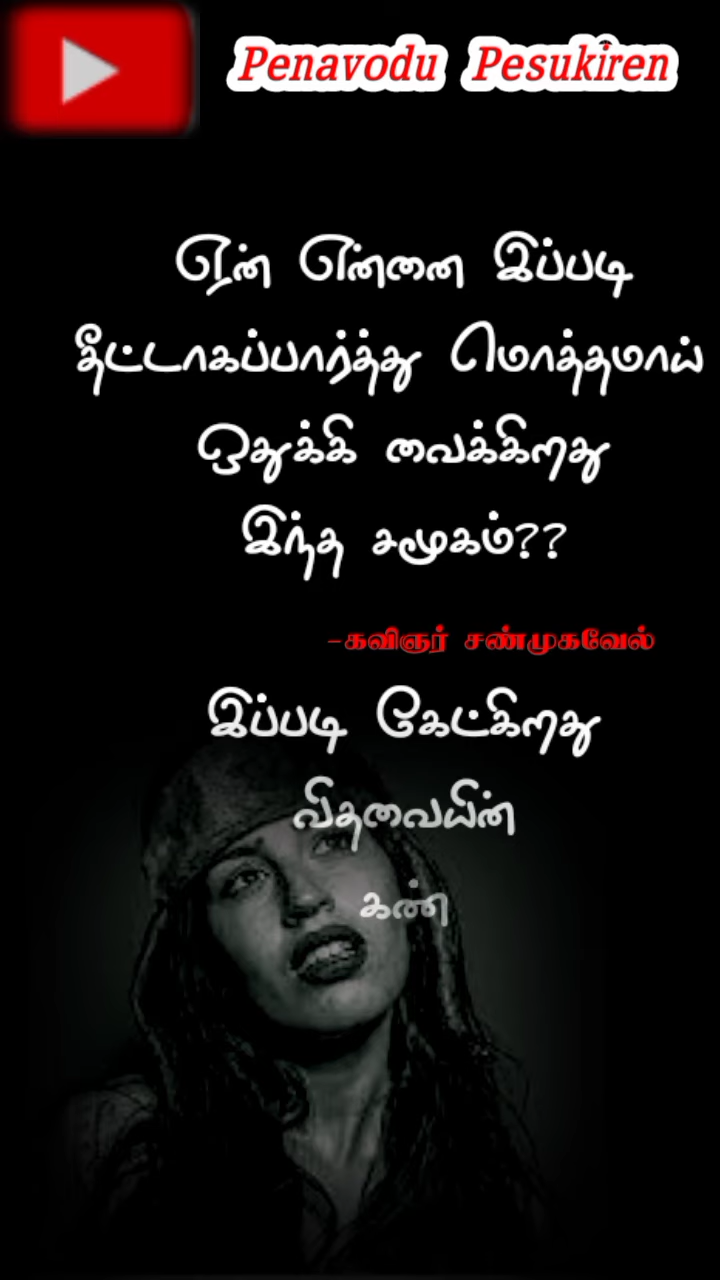 Penavodu Pesukiren
ஏன் என்னை இப்படி
தீட்டாகப்பார்த்து மொத்தமாய்
ஒதுக்கி வைக்கிறது
இந்த சமூகம்??
-கவிஞர் சண்முகவேல்
இப்படி கேட்கிறது
விதவையின்
கண்